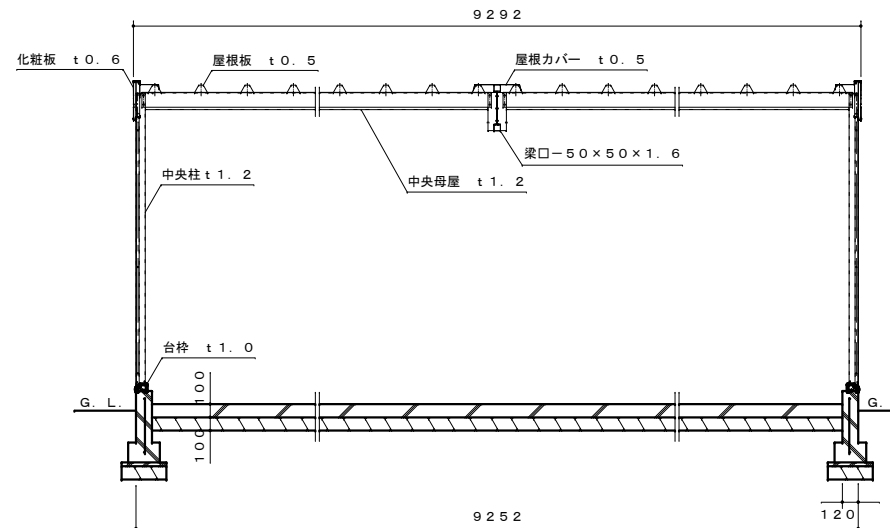 9292
化粧板 t0.6
屋根板 t0.5
屋根カバー t0.5
梁口-50×50×1.6
中央柱t1.2
中央母屋 t1.2
台枠 t1.0
100
G.L.
G.
100
120
9252